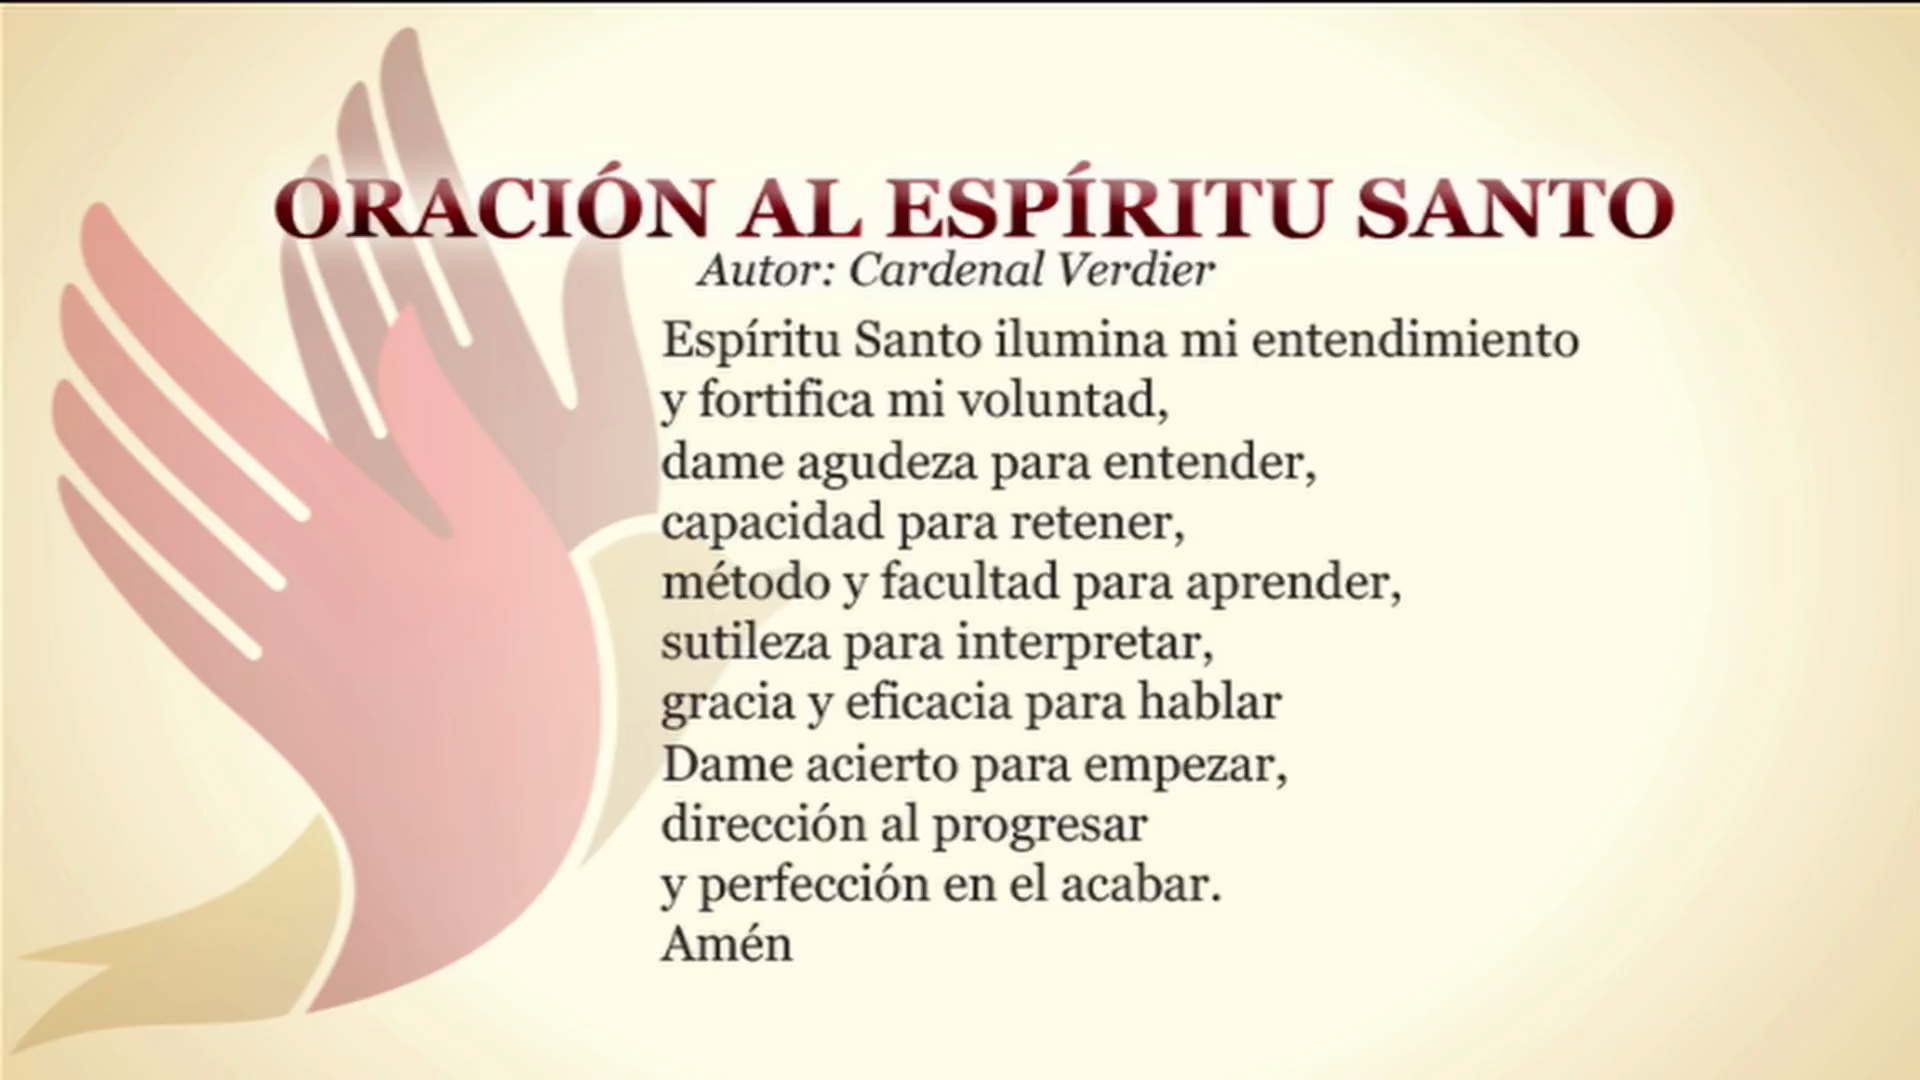 ORACIÓN AL ESPÍRITU SANTO
Autor: Cardenal Verdier
Espíritu Santo ilumina mi entendimiento
y fortifica mi voluntad,
dame agudeza para entender,
capacidad para retener,
método y facultad para aprender,
sutileza para interpretar,
gracia y eficacia para hablar
Dame acierto para empezar,
dirección al progresar
y perfección en el acabar.
Amén